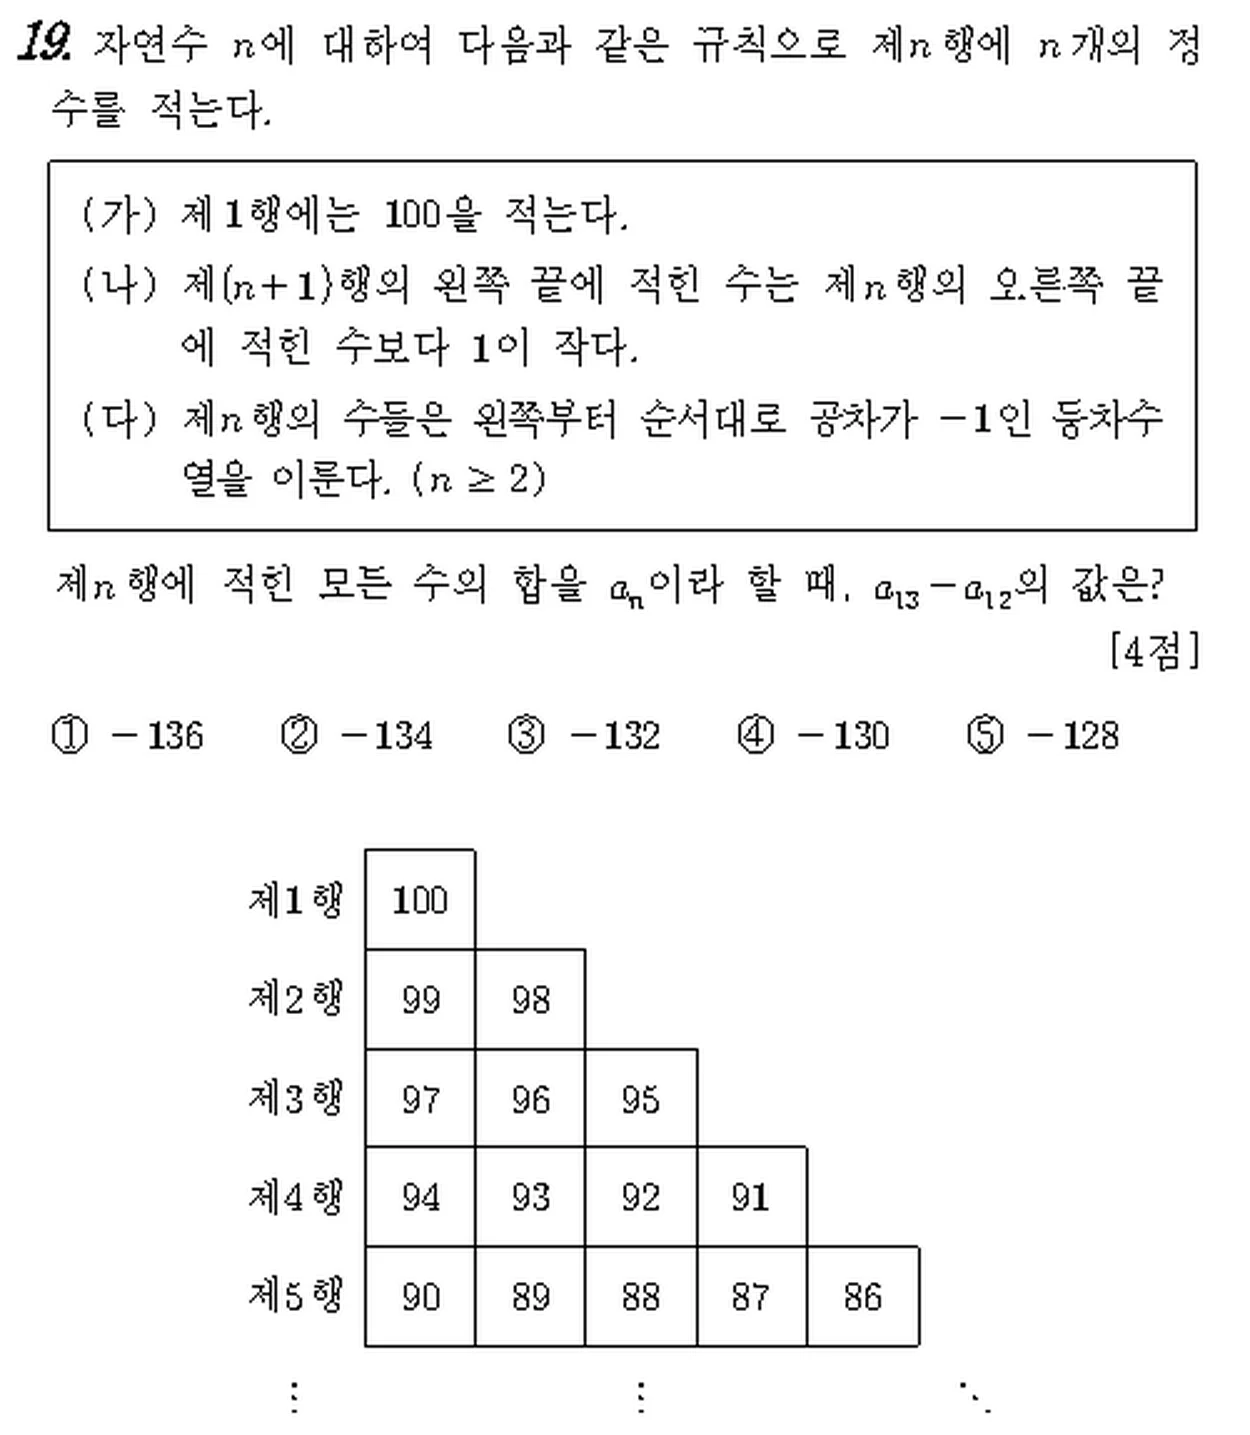 19. 자연수 n에 대하여 다음과 같은 규칙으로 제n행에 n개의 정
수를 적는다.
(가) 제1행에는 100을 적는다.
(나) 제(n+1)행의 왼쪽 끝에 적힌 수는 제n행의 오른쪽 끝
에 적힌 수보다 1이 작다.
(다) 제n행의 수들은 왼쪽부터 순서대로 공차가 -1인 등차수
열을 이룬다. (n ≥ 2)
제n행에 적힌 모든 수의 합을 aₙ이라 할 때, a₁₃-a₁₂의 값은?
[4점]
① -136 ② -134 ③ -132 ④ -130 ⑤ -128
제1행 100
제2행 99 98
제3행 97 96 95
제4행 94 93 92 91
제5행 90 89 88 87 86
⋮ ⋮ ⋱